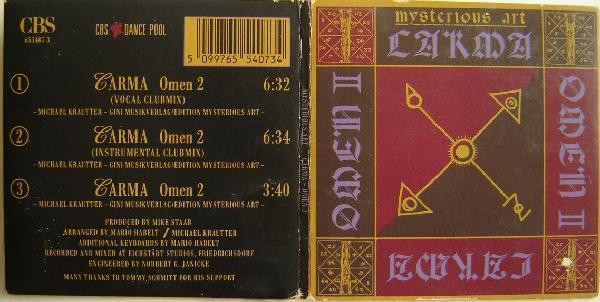 CBS
655407 3
CBS DANCE POOL
5 099765 540734
1 CARMA Omen 2 6:32
(VOCAL CLUBMIX)
- MICHAEL KRAUTTER - GINI MUSIKVERLAG/EDITION MYSTERIOUS ART -
2 CARMA Omen 2 6:34
(INSTRUMENTAL CLUBMIX)
- MICHAEL KRAUTTER - GINI MUSIKVERLAG/EDITION MYSTERIOUS ART -
3 CARMA Omen 2 3:40
- MICHAEL KRAUTTER - GINI MUSIKVERLAG/EDITION MYSTERIOUS ART -
PRODUCED BY MIKE STAAB
ARRANGED BY MARIO HABELT / MICHAEL KRAUTTER
ADDITIONAL KEYBOARDS BY MARIO HABELT
RECORDED AND MIXED AT EICHSTÄDT STUDIOS, FRIEDRICHSDORF
ENGINEERED BY NORBERT G. JANICKE
MANY THANKS TO TOMMY, SCHMITT FOR HIS SUPPORT
MYSTERIOUS ART CARMA - OMEN 2
mysterious art
CARMA
OMEN II
OMEN II
CARMA